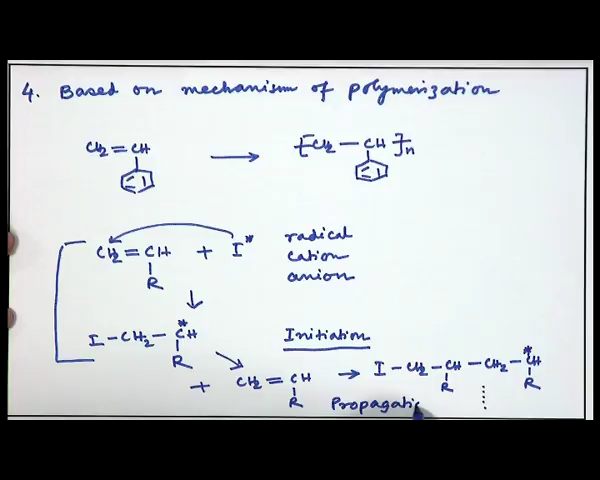 4. Based on mechanism of polymerization
CH2 = CH → [CH2 - CH]n
CH2 = CH + I* radical
R cation
anion
I - CH2 - C*H Initiation
R
+ CH2 = CH → I - CH2 - CH - CH2 - *CH
R R R
Propagati